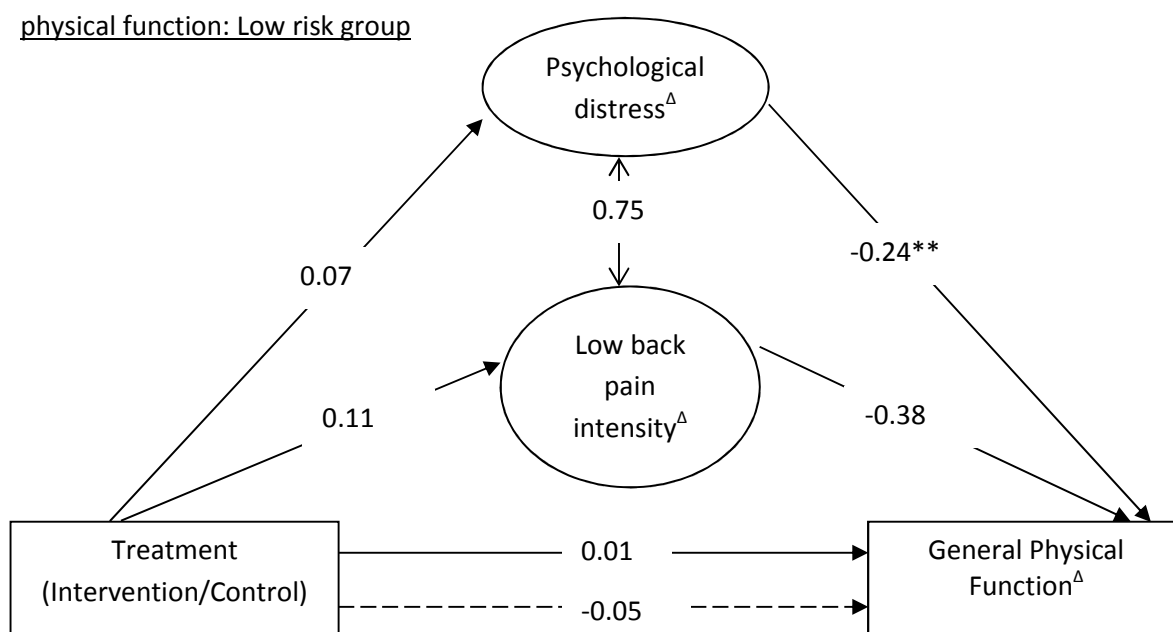 physical function: Low risk group
Psychological
distress^Δ
0.75
-0.24**
0.07
Low back
pain
intensity^Δ
0.11
-0.38
Treatment
(Intervention/Control)
0.01
-0.05
General Physical
Function^Δ